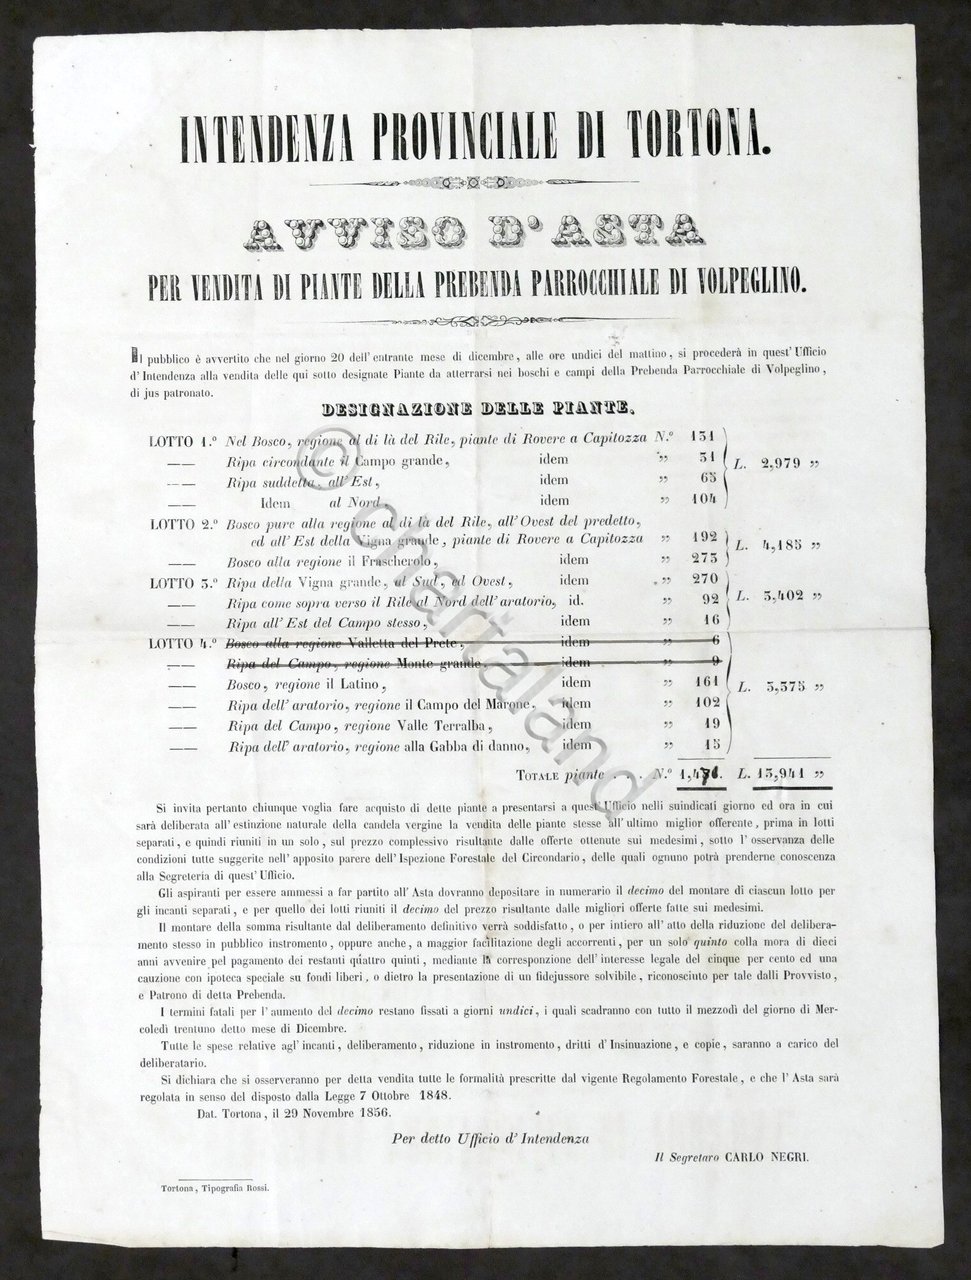 INTENDENZA PROVINCIALE DI TORTONA.
AVVISO D'ASTA
PER VENDITA DI PIANTE DELLA PREBENDA PARROCCHIALE DI VOLPEGLINO.
Il pubblico è avvertito che nel giorno 20 dell'entrante mese di dicembre, alle ore undici del mattino, si procederà in quest'Ufficio
d'Intendenza alla vendita delle qui sotto designate Piante da atterrarsi nei boschi e campi della Prebenda Parrocchiale di Volpeglino,
di jus patronato.
DESIGNAZIONE DELLE PIANTE.
LOTTO 1.º Nel Bosco, regione al di là del Rile, piante di Rovere a Capitozza N.º 131
—— Ripa circondante il Campo grande, idem „ 31
—— Ripa suddetta, all'Est, idem „ 65
—— Idem al Nord, idem „ 104
L. 2,979 „
LOTTO 2.º Bosco pure alla regione al di là del Rile, all'Ovest del predetto,
ed all'Est della Vigna grande, piante di Rovere a Capitozza „ 192
—— Bosco alla regione il Frascherolo, idem „ 273
L. 4,185 „
LOTTO 3.º Ripa della Vigna grande, al Sud, ed Ovest, idem „ 270
—— Ripa come sopra verso il Rile al Nord dell'aratorio, id. „ 92
—— Ripa all'Est del Campo stesso, idem „ 16
L. 3,402 „
LOTTO 4.º Bosco alla regione Valletta del Prete, idem „ 6
—— Ripa del Campo, regione Monte grande, idem „ 9
—— Bosco, regione il Latino, idem „ 161
—— Ripa dell'aratorio, regione il Campo del Marone, idem „ 102
—— Ripa del Campo, regione Valle Terralba, idem „ 19
—— Ripa dell'aratorio, regione alla Gabba di danno, idem „ 15
L. 3,375 „
TOTALE piante . . . N.º 1,471. L. 13,941 „
Si invita pertanto chiunque voglia fare acquisto di dette piante a presentarsi a quest'Ufficio nelli suindicati giorno ed ora in cui
sarà deliberata all'estinzione naturale della candela vergine la vendita delle piante stesse all'ultimo miglior offerente, prima in lotti
separati, e quindi riuniti in un solo, sul prezzo complessivo risultante dalle offerte ottenute sui medesimi, sotto l'osservanza delle
condizioni tutte suggerite nell'apposito parere dell'Ispezione Forestale del Circondario, delle quali ognuno potrà prenderne conoscenza
alla Segreteria di quest'Ufficio.
Gli aspiranti per essere ammessi a far partito all'Asta dovranno depositare in numerario il decimo del montare di ciascun lotto per
gli incanti separati, e per quello dei lotti riuniti il decimo del prezzo risultante dalle migliori offerte fatte sui medesimi.
Il montare della somma risultante dal deliberamento definitivo verrà soddisfatto, o per intiero all'atto della riduzione del delibera-
mento stesso in pubblico instromento, oppure anche, a maggior facilitazione degli accorrenti, per un solo quinto colla mora di dieci
anni avvenire pel pagamento dei restanti quattro quinti, mediante la corresponzione dell'interesse legale del cinque per cento ed una
cauzione con ipoteca speciale su fondi liberi, o dietro la presentazione di un fidejussore solvibile, riconosciuto per tale dalli Provvisto,
e Patrono di detta Prebenda.
I termini fatali per l'aumento del decimo restano fissati a giorni undici, i quali scadranno con tutto il mezzodì del giorno di Mer-
coledì trentuno detto mese di Dicembre.
Tutte le spese relative agl'incanti, deliberamento, riduzione in instromento, dritti d'Insinuazione, e copie, saranno a carico del
deliberatario.
Si dichiara che si osserveranno per detta vendita tutte le formalità prescritte dal vigente Regolamento Forestale, e che l'Asta sarà
regolata in senso del disposto dalla Legge 7 Ottobre 1848.
Dat. Tortona, il 29 Novembre 1856.
Per detto Ufficio d'Intendenza
Il Segretaro CARLO NEGRI.
Tortona, Tipografia Rossi.
© chartaland